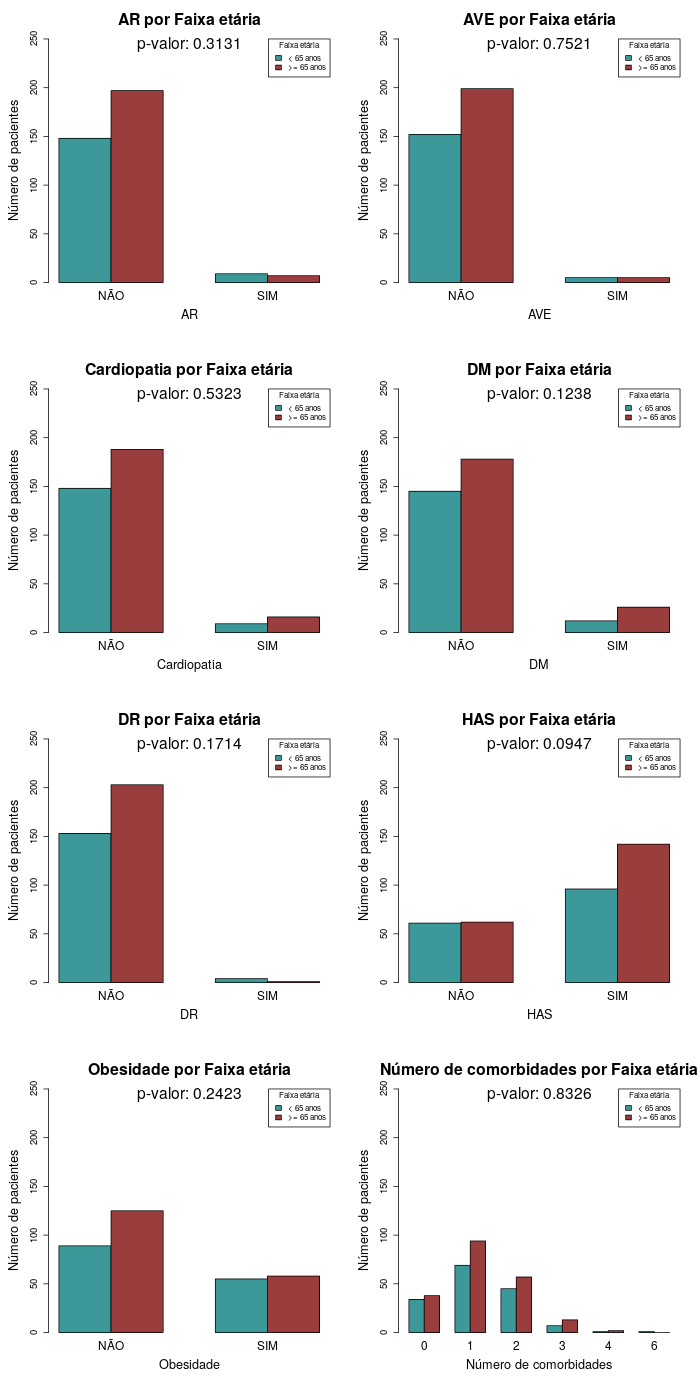 AR por Faixa etária
p-valor: 0.3131
Faixa etária
< 65 anos
>= 65 anos
Número de pacientes
0
50
100
150
200
250
NÃO
SIM
AR
AVE por Faixa etária
p-valor: 0.7521
Faixa etária
< 65 anos
>= 65 anos
Número de pacientes
0
50
100
150
200
250
NÃO
SIM
AVE
Cardiopatia por Faixa etária
p-valor: 0.5323
Faixa etária
< 65 anos
>= 65 anos
Número de pacientes
0
50
100
150
200
250
NÃO
SIM
Cardiopatia
DM por Faixa etária
p-valor: 0.1238
Faixa etária
< 65 anos
>= 65 anos
Número de pacientes
0
50
100
150
200
250
NÃO
SIM
DM
DR por Faixa etária
p-valor: 0.1714
Faixa etária
< 65 anos
>= 65 anos
Número de pacientes
0
50
100
150
200
250
NÃO
SIM
DR
HAS por Faixa etária
p-valor: 0.0947
Faixa etária
< 65 anos
>= 65 anos
Número de pacientes
0
50
100
150
200
250
NÃO
SIM
HAS
Obesidade por Faixa etária
p-valor: 0.2423
Faixa etária
< 65 anos
>= 65 anos
Número de pacientes
0
50
100
150
200
250
NÃO
SIM
Obesidade
Número de comorbidades por Faixa etária
p-valor: 0.8326
Faixa etária
< 65 anos
>= 65 anos
Número de pacientes
0
50
100
150
200
250
0 1 2 3 4 6
Número de comorbidades